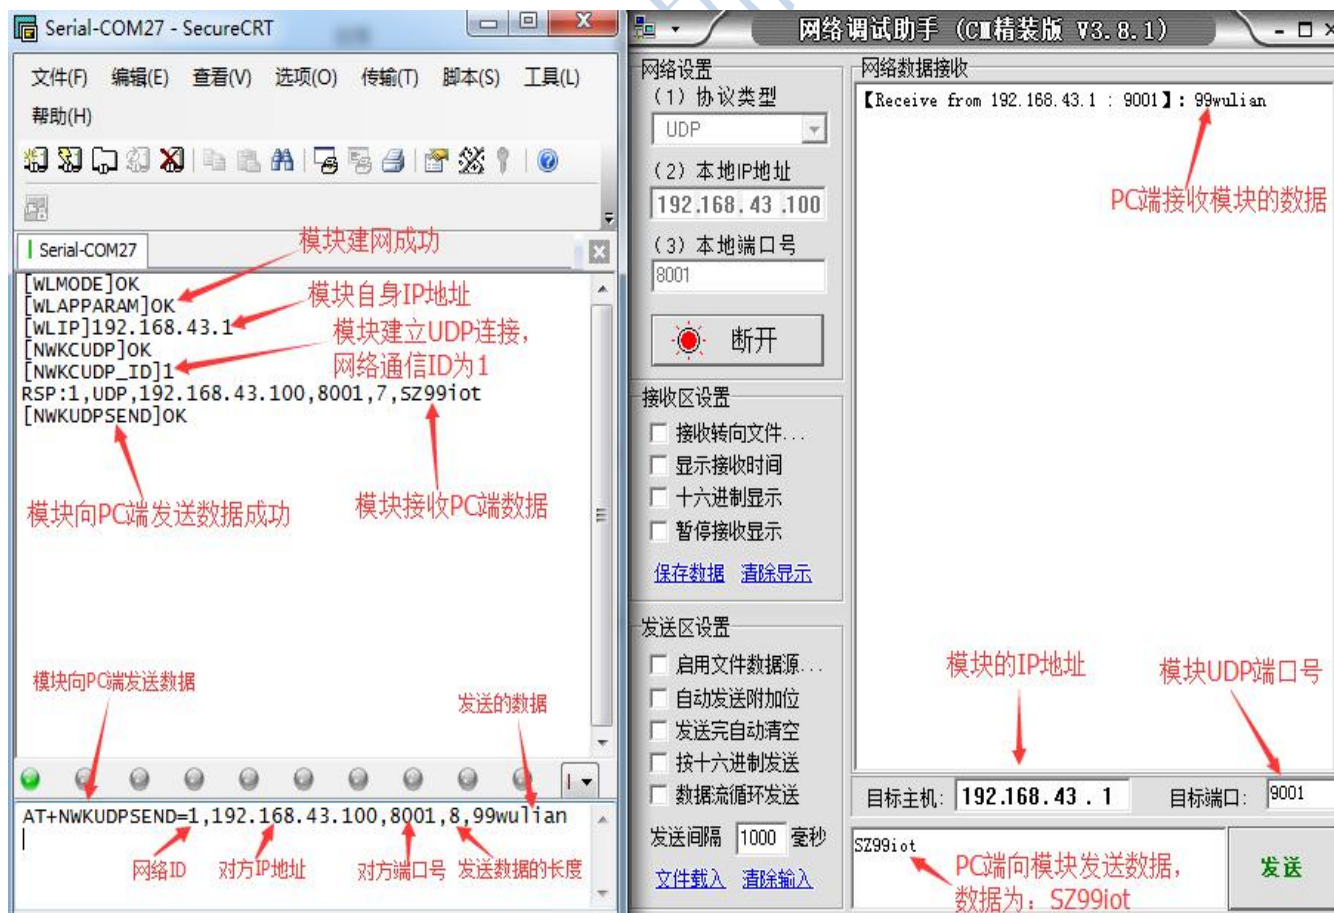 Serial-COM27 - SecureCRT
文件(F) 编辑(E) 查看(V) 选项(O) 传输(T) 脚本(S) 工具(L)
帮助(H)
Serial-COM27
模块建网成功
[WLMODE]OK
[WLAPPARAM]OK
模块自身IP地址
[WLIP]192.168.43.1
模块建立UDP连接，
[NWKCUDP]OK
网络通信ID为1
[NWKCUDP_ID]1
RSP:1,UDP,192.168.43.100,8001,7,SZ99iot
[NWKUDPSEND]OK
模块向PC端发送数据成功
模块接收PC端数据
模块向PC端发送数据
发送的数据
AT+NWKUDPSEND=1,192.168.43.100,8001,8,99wulian
网络ID 对方IP地址 对方端口号 发送数据的长度
网络调试助手 (C■精装版 V3.8.1)
网络设置
(1) 协议类型
UDP
(2) 本地IP地址
192.168.43.100
(3) 本地端口号
8001
断开
接收区设置
接收转向文件...
显示接收时间
十六进制显示
暂停接收显示
保存数据 清除显示
发送区设置
启用文件数据源...
自动发送附加位
发送完自动清空
按十六进制发送
数据流循环发送
发送间隔 1000 毫秒
文件载入 清除输入
网络数据接收
【Receive from 192.168.43.1 : 9001】：99wulian
PC端接收模块的数据
模块的IP地址
模块UDP端口号
目标主机: 192.168.43.1 目标端口: 9001
SZ99iot
PC端向模块发送数据，
数据为：SZ99iot
发送